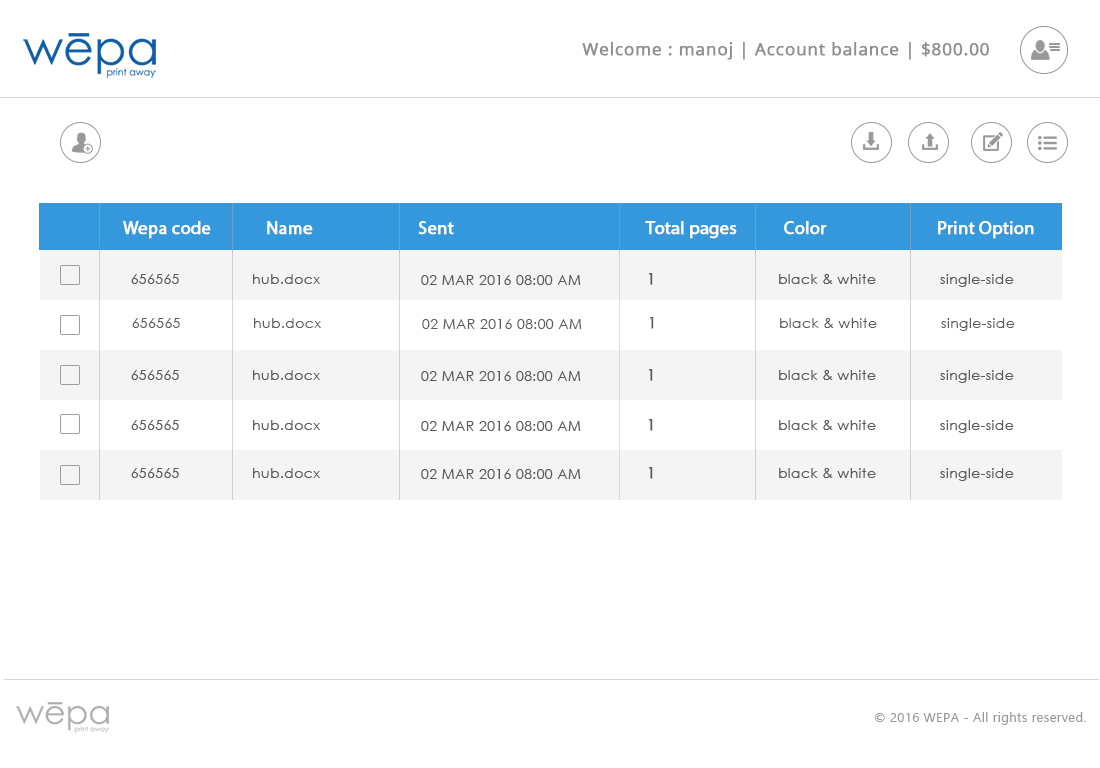 wēpa
print away
Welcome : manoj | Account balance | $800.00
Wepa code Name Sent Total pages Color Print Option
656565 hub.docx 02 MAR 2016 08:00 AM 1 black & white single-side
656565 hub.docx 02 MAR 2016 08:00 AM 1 black & white single-side
656565 hub.docx 02 MAR 2016 08:00 AM 1 black & white single-side
656565 hub.docx 02 MAR 2016 08:00 AM 1 black & white single-side
656565 hub.docx 02 MAR 2016 08:00 AM 1 black & white single-side
wēpa
print away
© 2016 WEPA - All rights reserved.